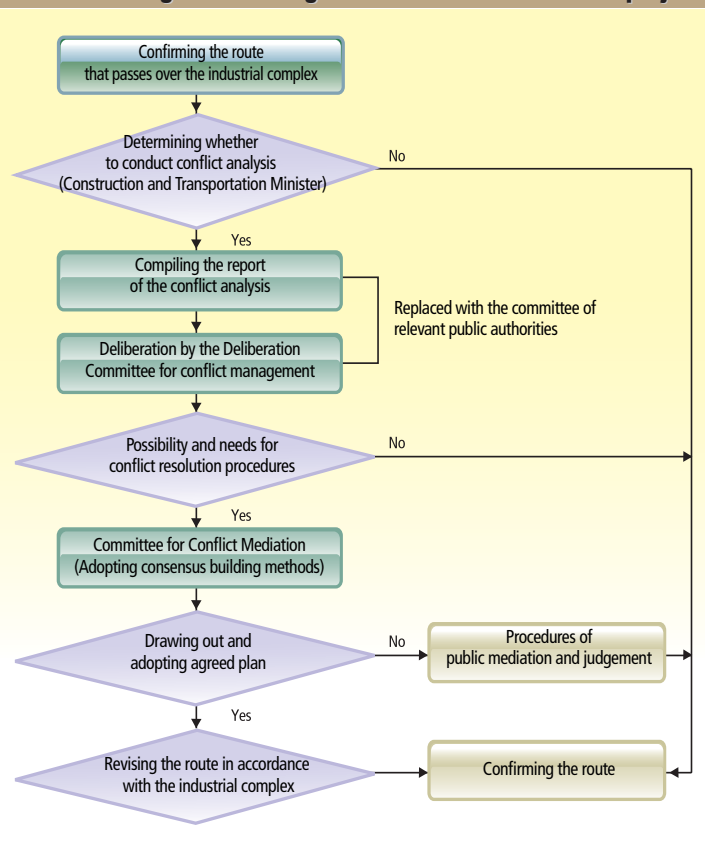 Confirming the route
that passes over the industrial complex
Determining whether
to conduct conflict analysis
(Construction and Transportation Minister)
No
Yes
Compiling the report
of the conflict analysis
Replaced with the committee of
relevant public authorities
Deliberation by the Deliberation
Committee for conflict management
Possibility and needs for
conflict resolution procedures
No
Yes
Committee for Conflict Mediation
(Adopting consensus building methods)
Drawing out and
adopting agreed plan
No
Procedures of
public mediation and judgement
Yes
Revising the route in accordance
with the industrial complex
Confirming the route